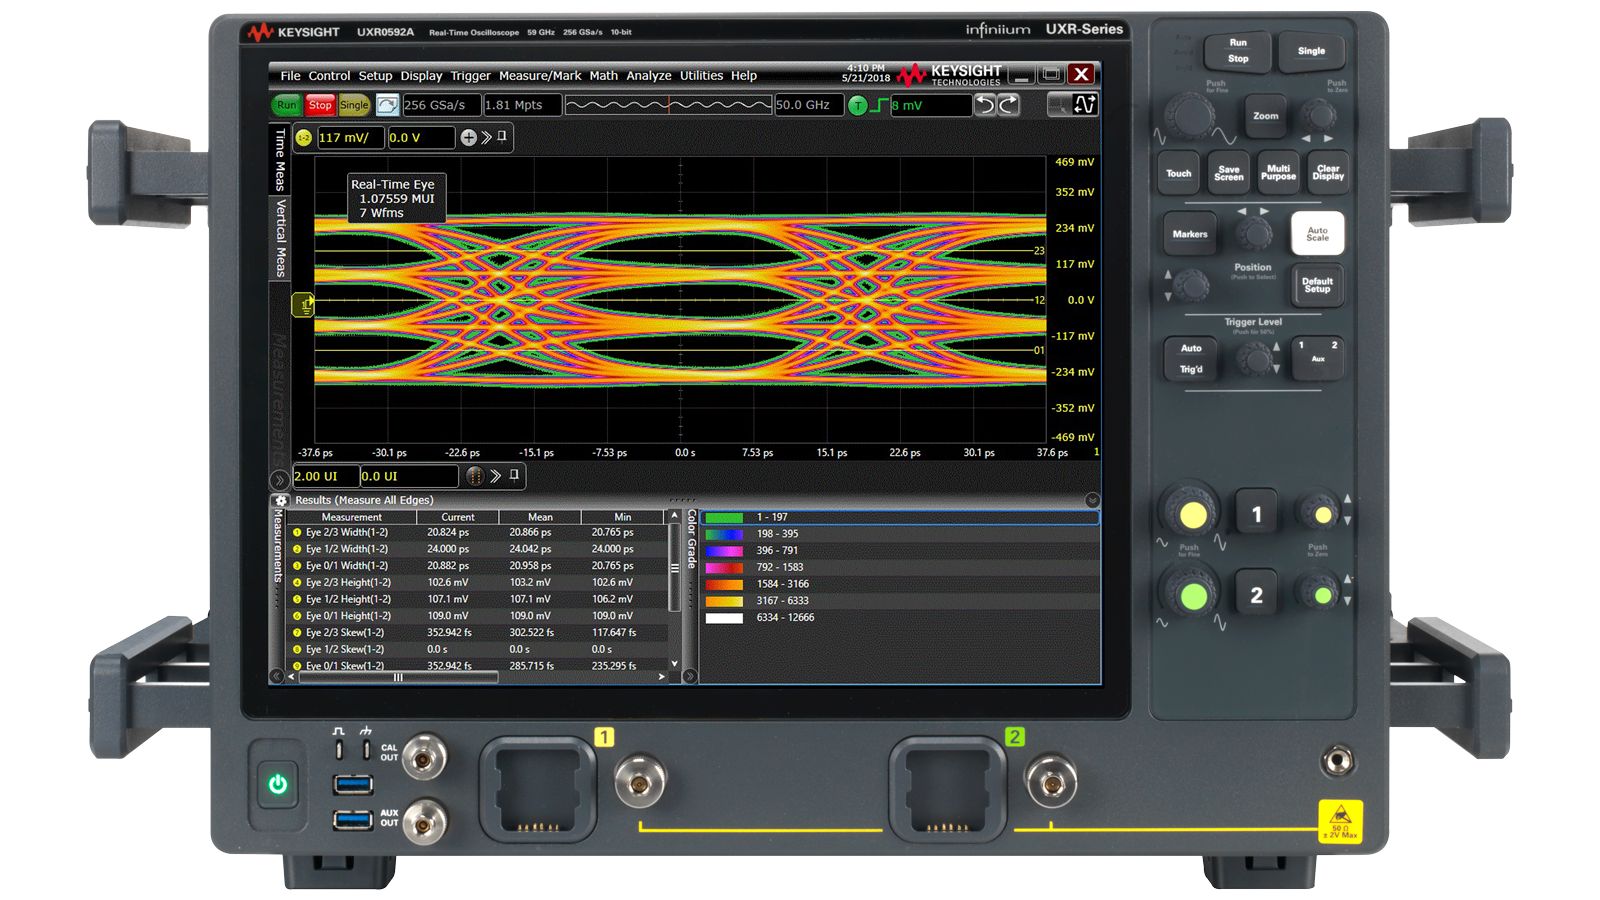 KEYSIGHT UXR0592A Real-Time Oscilloscope 59 GHz 256 GSa/s 10-bit infiniium UXR-Series
File Control Setup Display Trigger Measure/Mark Math Analyze Utilities Help
4:10 PM
5/21/2018
KEYSIGHT
TECHNOLOGIES
X
Run Stop Single 256 GSa/s 1.81 Mpts 50.0 GHz T 8 mV
1-2 117 mV/ 0.0 V
Time Meas
Vertical Meas
Measurements
Real-Time Eye
1.07559 MUI
7 Wfms
469 mV
352 mV
234 mV
23
117 mV
12 0.0 V
-117 mV
01
-234 mV
-352 mV
-469 mV
-37.6 ps -30.1 ps -22.6 ps -15.1 ps -7.53 ps 0.0 s 7.53 ps 15.1 ps 22.6 ps 30.1 ps 37.6 ps 1
2.00 UI 0.0 UI
Results (Measure All Edges)
Measurements
Measurement Current Mean Min
1 Eye 2/3 Width(1-2) 20.824 ps 20.866 ps 20.765 ps
2 Eye 1/2 Width(1-2) 24.000 ps 24.042 ps 24.000 ps
3 Eye 0/1 Width(1-2) 20.882 ps 20.958 ps 20.765 ps
4 Eye 2/3 Height(1-2) 102.6 mV 103.2 mV 102.6 mV
5 Eye 1/2 Height(1-2) 107.1 mV 107.1 mV 106.2 mV
6 Eye 0/1 Height(1-2) 109.0 mV 109.0 mV 109.0 mV
7 Eye 2/3 Skew(1-2) 352.942 fs 302.522 fs 117.647 fs
8 Eye 1/2 Skew(1-2) 0.0 s 0.0 s 0.0 s
9 Eye 0/1 Skew(1-2) 352.942 fs 285.715 fs 235.295 fs
Color Grade
1 - 197
198 - 395
396 - 791
792 - 1583
1584 - 3166
3167 - 6333
6334 - 12666
Run
Stop
Single
Push
for Fine
Push
to Zero
Zoom
Touch
Save
Screen
Multi
Purpose
Clear
Display
Markers
Auto
Scale
Position
(Push to Select)
Default
Setup
Trigger Level
(Push for 50%)
Auto
Trig'd
1 2
Aux
1
Push
for Fine
Push
to Zero
2
CAL
OUT
AUX
OUT
1
2
50 Ω
± 2V Max